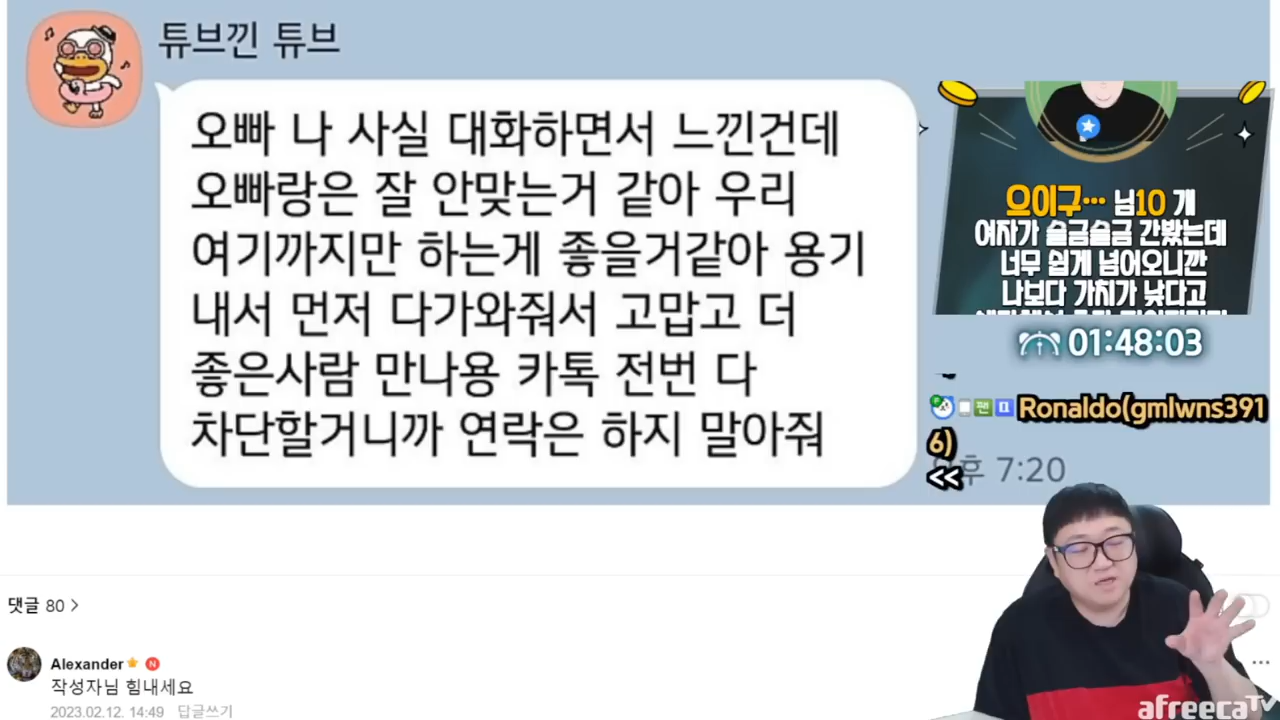 튜브낀 튜브
오빠 나 사실 대화하면서 느낀건데
오빠랑은 잘 안맞는거 같아 우리
여기까지만 하는게 좋을거같아 용기
내서 먼저 다가와줘서 고맙고 더
좋은사람 만나용 카톡 전번 다
차단할거니까 연락은 하지 말아줘
오후 7:20
으이구… 님10 개
여자가 슬금슬금 간봤는데
너무 쉽게 넘어오니깐
나보다 가치가 낮다고
01:48:03
팬 Ronaldo(gmlwns391
6)
<<
댓글 80 >
Alexander N
작성자님 힘내세요
2023.02.12. 14:49 답글쓰기
afreecaTV